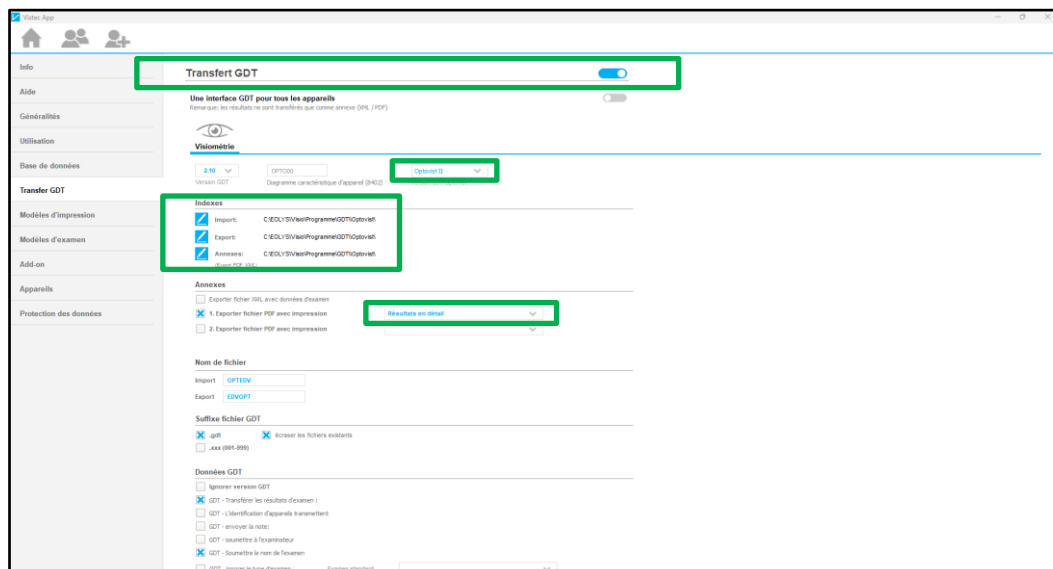 Vistec App
Info
Aide
Généralités
Utilisation
Base de données
Transfer GDT
Modèles d'impression
Modèles d'examen
Add-on
Appareils
Protection des données
Transfert GDT
Une interface GDT pour tous les appareils
Remarque: les résultats ne sont transférés que comme annexe (XML / PDF)
Visiométrie
2.10 OPTO00 Optovist II
Version GDT Diagramme caractéristique d'appareil (8402)
Indexes
Import: C:\EOLYS\Visio\Programme\GDT\Optovist\
Export: C:\EOLYS\Visio\Programme\GDT\Optovist\
Annexes: C:\EOLYS\Visio\Programme\GDT\Optovist\
Annexes
Exporter fichier XML avec données d'examen
1. Exporter fichier PDF avec impression Résultats en détail
2. Exporter fichier PDF avec impression
Nom de fichier
Import OPTEDV
Export EDVOPT
Suffixe fichier GDT
.gdt écraser les fichiers existants
.xxx (001-999)
Données GDT
Ignorer version GDT
GDT - Transférer les résultats d'examen :
GDT - L'identification d'appareils transmettent
GDT - envoyer la note:
GDT - soumettre à l'examinateur
GDT - Soumettre le nom de l'examen